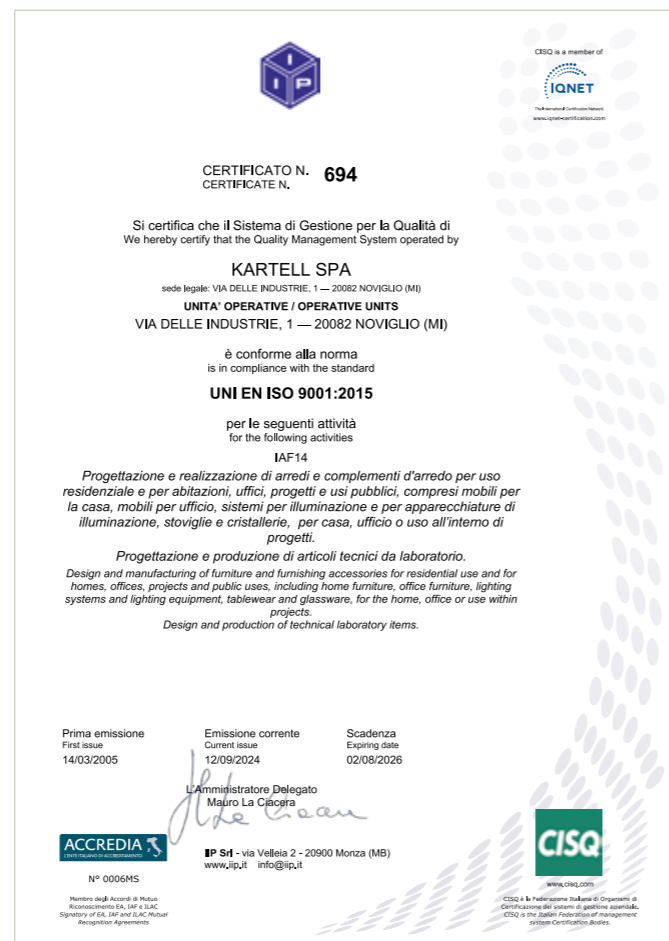 I
I P
CISQ is a member of
IQNET
The International Certification Network
www.iqnet-certification.com
CERTIFICATO N. 694
CERTIFICATE N.
Si certifica che il Sistema di Gestione per la Qualità di
We hereby certify that the Quality Management System operated by
KARTELL SPA
sede legale: VIA DELLE INDUSTRIE, 1 — 20082 NOVIGLIO (MI)
UNITA' OPERATIVE / OPERATIVE UNITS
VIA DELLE INDUSTRIE, 1 — 20082 NOVIGLIO (MI)
è conforme alla norma
is in compliance with the standard
UNI EN ISO 9001:2015
per le seguenti attività
for the following activities
IAF14
Progettazione e realizzazione di arredi e complementi d'arredo per uso
residenziale e per abitazioni, uffici, progetti e usi pubblici, compresi mobili per
la casa, mobili per ufficio, sistemi per illuminazione e per apparecchiature di
illuminazione, stoviglie e cristallerie, per casa, ufficio o uso all'interno di
progetti.
Progettazione e produzione di articoli tecnici da laboratorio.
Design and manufacturing of furniture and furnishing accessories for residential use and for
homes, offices, projects and public uses, including home furniture, office furniture, lighting
systems and lighting equipment, tablewear and glassware, for the home, office or use within
projects.
Design and production of technical laboratory items.
Prima emissione Emissione corrente Scadenza
First issue Current issue Expiring date
14/03/2005 12/09/2024 02/08/2026
L'Amministratore Delegato
Mauro La Ciacera
ACCREDIA
L'ENTE ITALIANO DI ACCREDITAMENTO
N° 0006MS
Membro degli Accordi di Mutuo
Riconoscimento EA, IAF e ILAC
Signatory of EA, IAF and ILAC Mutual
Recognition Agreements
IIP Srl - via Velleia 2 - 20900 Monza (MB)
www.iip.it info@iip.it
CISQ
www.cisq.com
CISQ è la Federazione Italiana di Organismi di
Certificazione dei sistemi di gestione aziendale.
CISQ is the Italian Federation of management
system Certification Bodies.